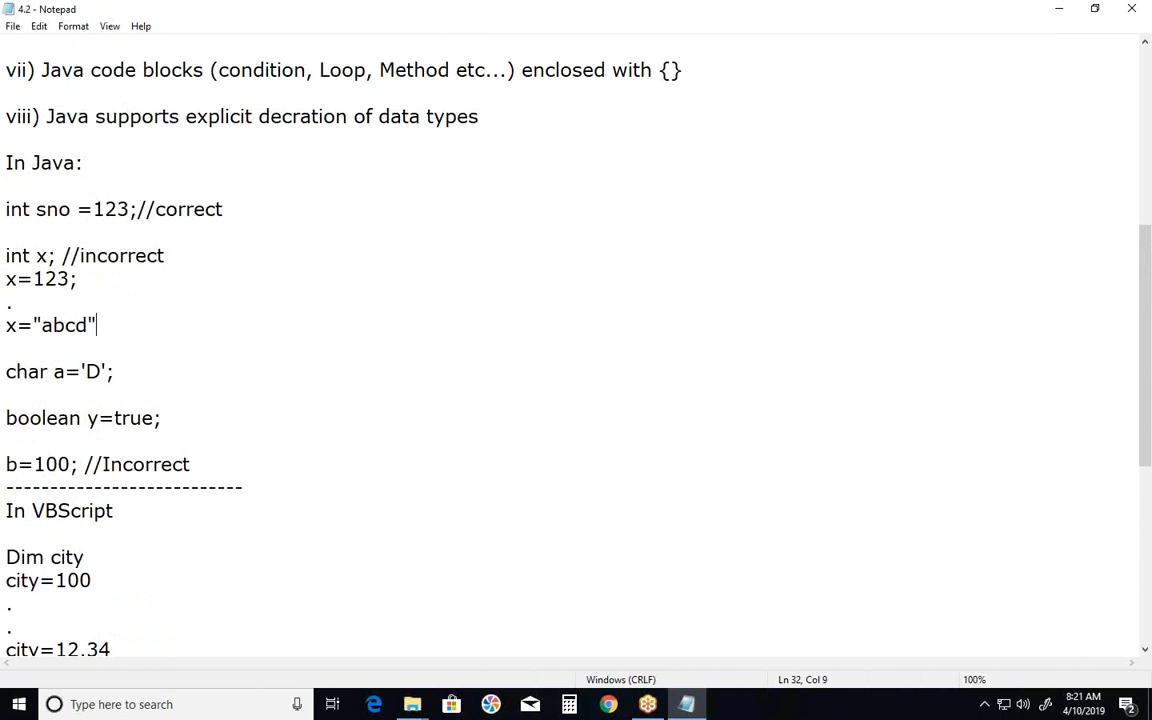 4.2 - Notepad
File Edit Format View Help
vii) Java code blocks (condition, Loop, Method etc...) enclosed with {}
viii) Java supports explicit decration of data types
In Java:
int sno =123;//correct
int x; //incorrect
x=123;
.
x="abcd"
char a='D';
boolean y=true;
b=100; //Incorrect
---------------------------
In VBScript
Dim city
city=100
.
.
city=12.34
Windows (CRLF) Ln 32, Col 9 100%
Type here to search
8:21 AM
4/10/2019
2